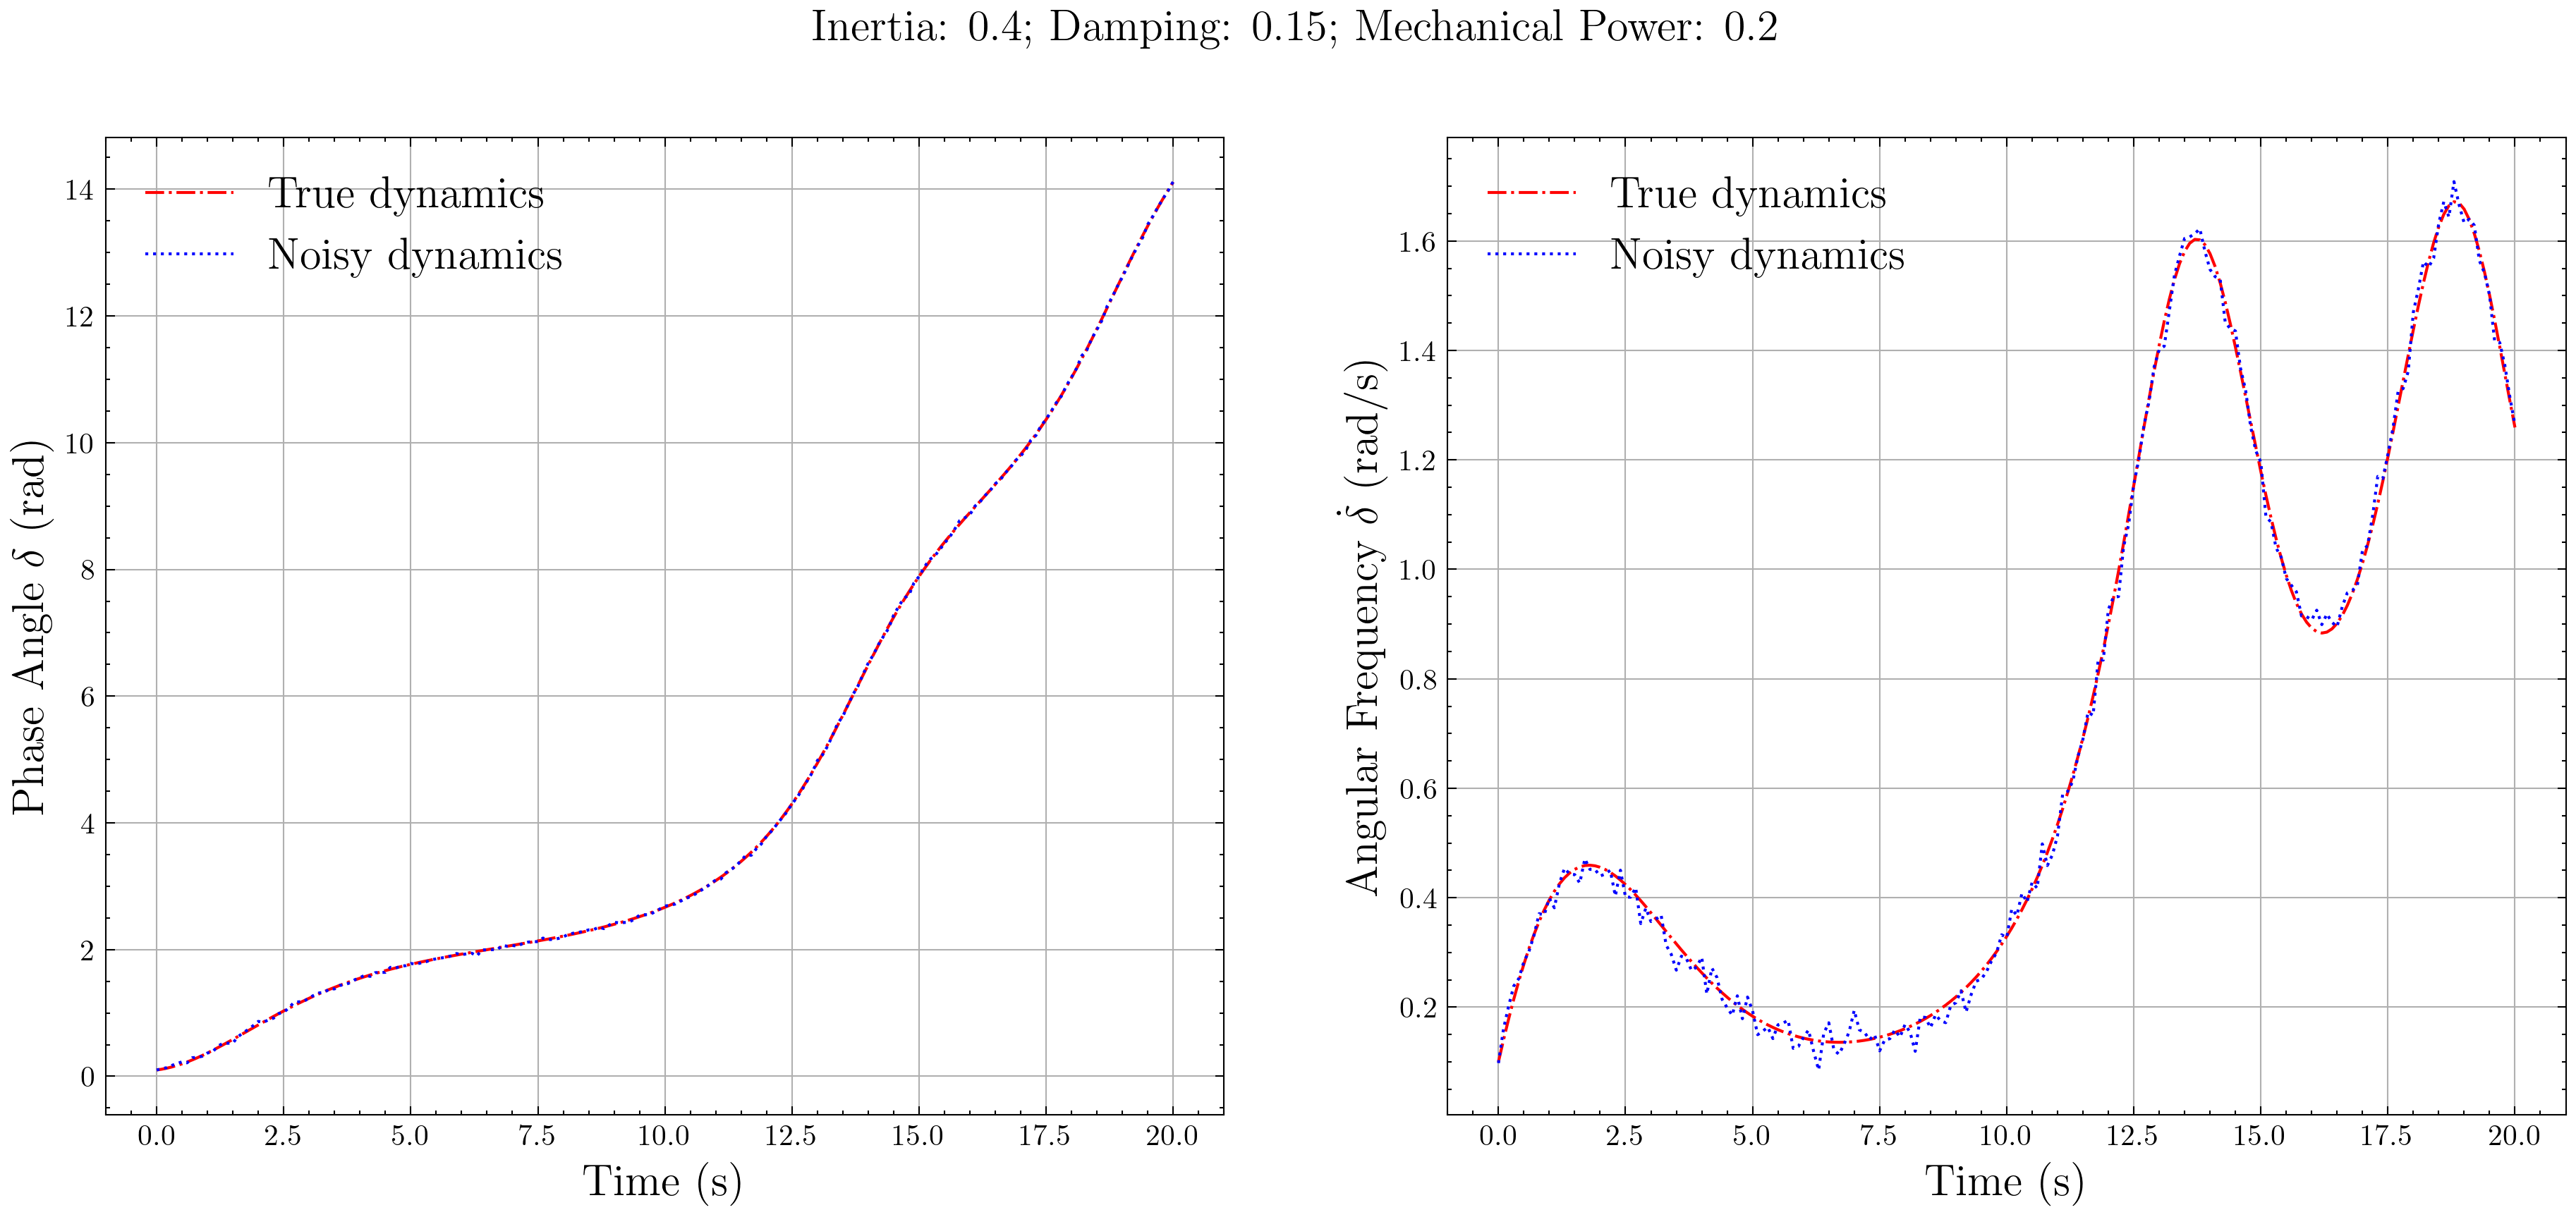 Inertia: 0.4; Damping: 0.15; Mechanical Power: 0.2
True dynamics
Noisy dynamics
Phase Angle δ (rad)
14
12
10
8
6
4
2
0
0.0 2.5 5.0 7.5 10.0 12.5 15.0 17.5 20.0
Time (s)
True dynamics
Noisy dynamics
Angular Frequency δ̇ (rad/s)
1.6
1.4
1.2
1.0
0.8
0.6
0.4
0.2
0.0 2.5 5.0 7.5 10.0 12.5 15.0 17.5 20.0
Time (s)